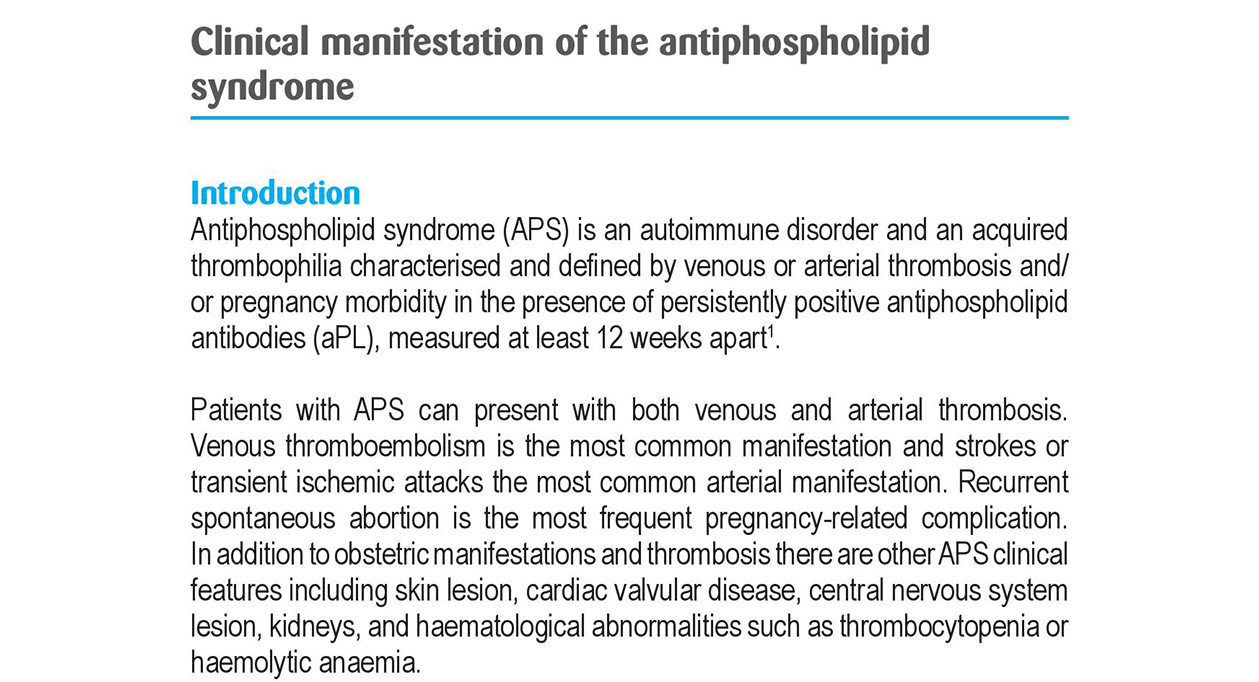 Clinical manifestation of the antiphospholipid
syndrome
Introduction
Antiphospholipid syndrome (APS) is an autoimmune disorder and an acquired
thrombophilia characterised and defined by venous or arterial thrombosis and/
or pregnancy morbidity in the presence of persistently positive antiphospholipid
antibodies (aPL), measured at least 12 weeks apart¹.
Patients with APS can present with both venous and arterial thrombosis.
Venous thromboembolism is the most common manifestation and strokes or
transient ischemic attacks the most common arterial manifestation. Recurrent
spontaneous abortion is the most frequent pregnancy-related complication.
In addition to obstetric manifestations and thrombosis there are other APS clinical
features including skin lesion, cardiac valvular disease, central nervous system
lesion, kidneys, and haematological abnormalities such as thrombocytopenia or
haemolytic anaemia.